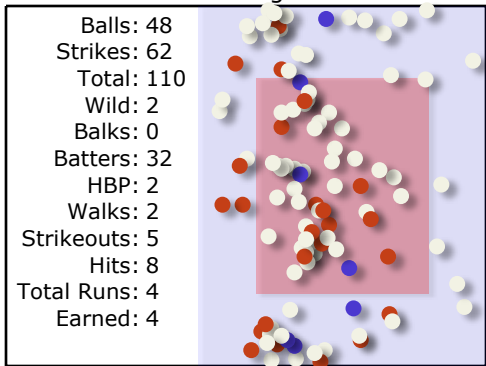 Balls: 48
Strikes: 62
Total: 110
Wild: 2
Balks: 0
Batters: 32
HBP: 2
Walks: 2
Strikeouts: 5
Hits: 8
Total Runs: 4
Earned: 4